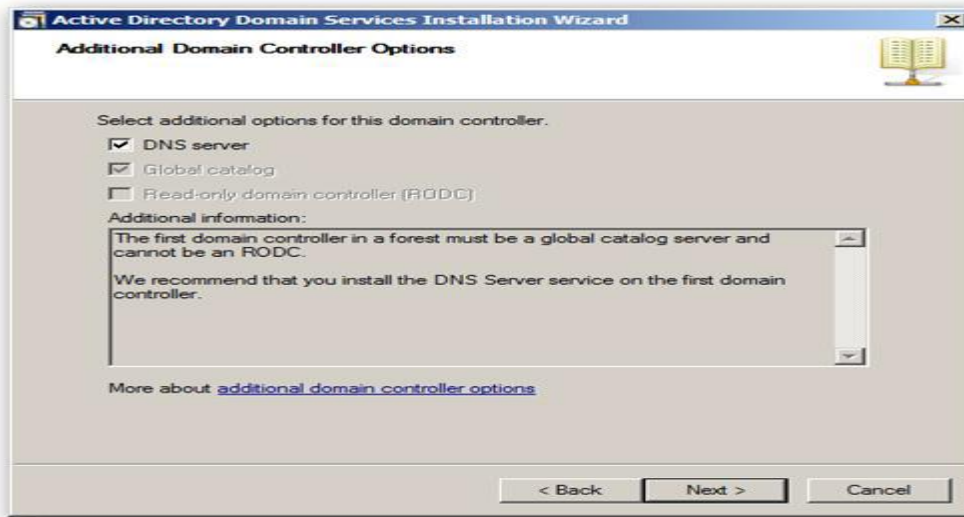 Active Directory Domain Services Installation Wizard
Additional Domain Controller Options
Select additional options for this domain controller.
DNS server
Global catalog
Read-only domain controller (RODC)
Additional information:
The first domain controller in a forest must be a global catalog server and
cannot be an RODC.
We recommend that you install the DNS Server service on the first domain
controller.
More about additional domain controller options
< Back Next > Cancel